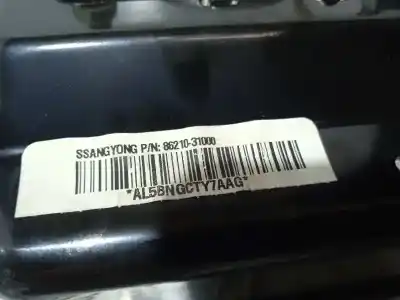 SSANGYONG P/N: 86210-31000
*AL5BNGCTY7AAG*